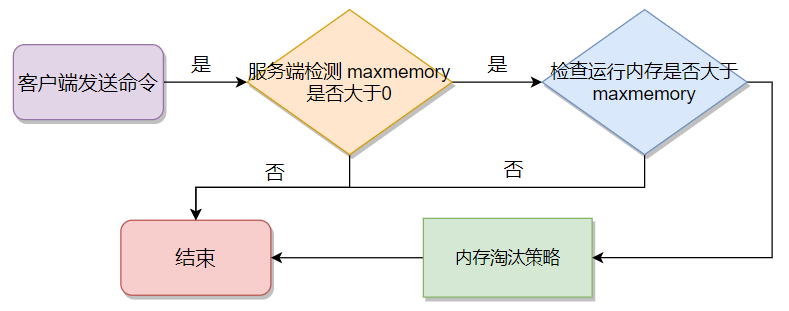 客户端发送命令
是
服务端检测 maxmemory
是否大于0
是
检查运行内存是否大于
maxmemory
否
否
结束
内存淘汰策略